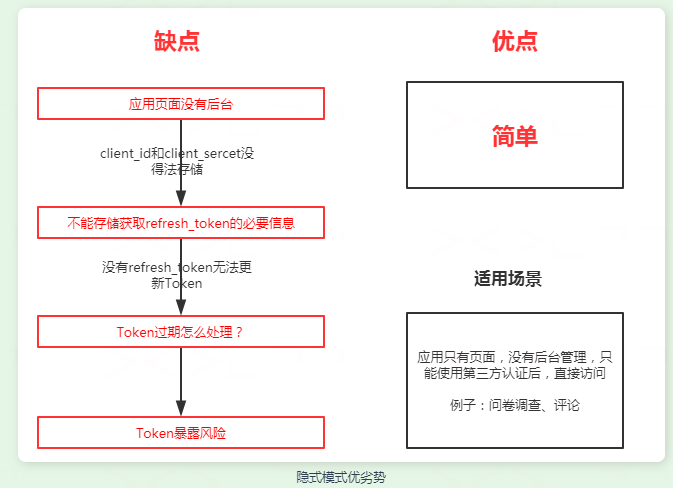 缺点
应用页面没有后台
client_id和client_sercet没
得法存储
不能存储获取refresh_token的必要信息
没有refresh_token无法更
新Token
Token过期怎么处理？
Token暴露风险
优点
简单
适用场景
应用只有页面，没有后台管理，只
能使用第三方认证后，直接访问
例子：问卷调查、评论
隐式模式优劣势